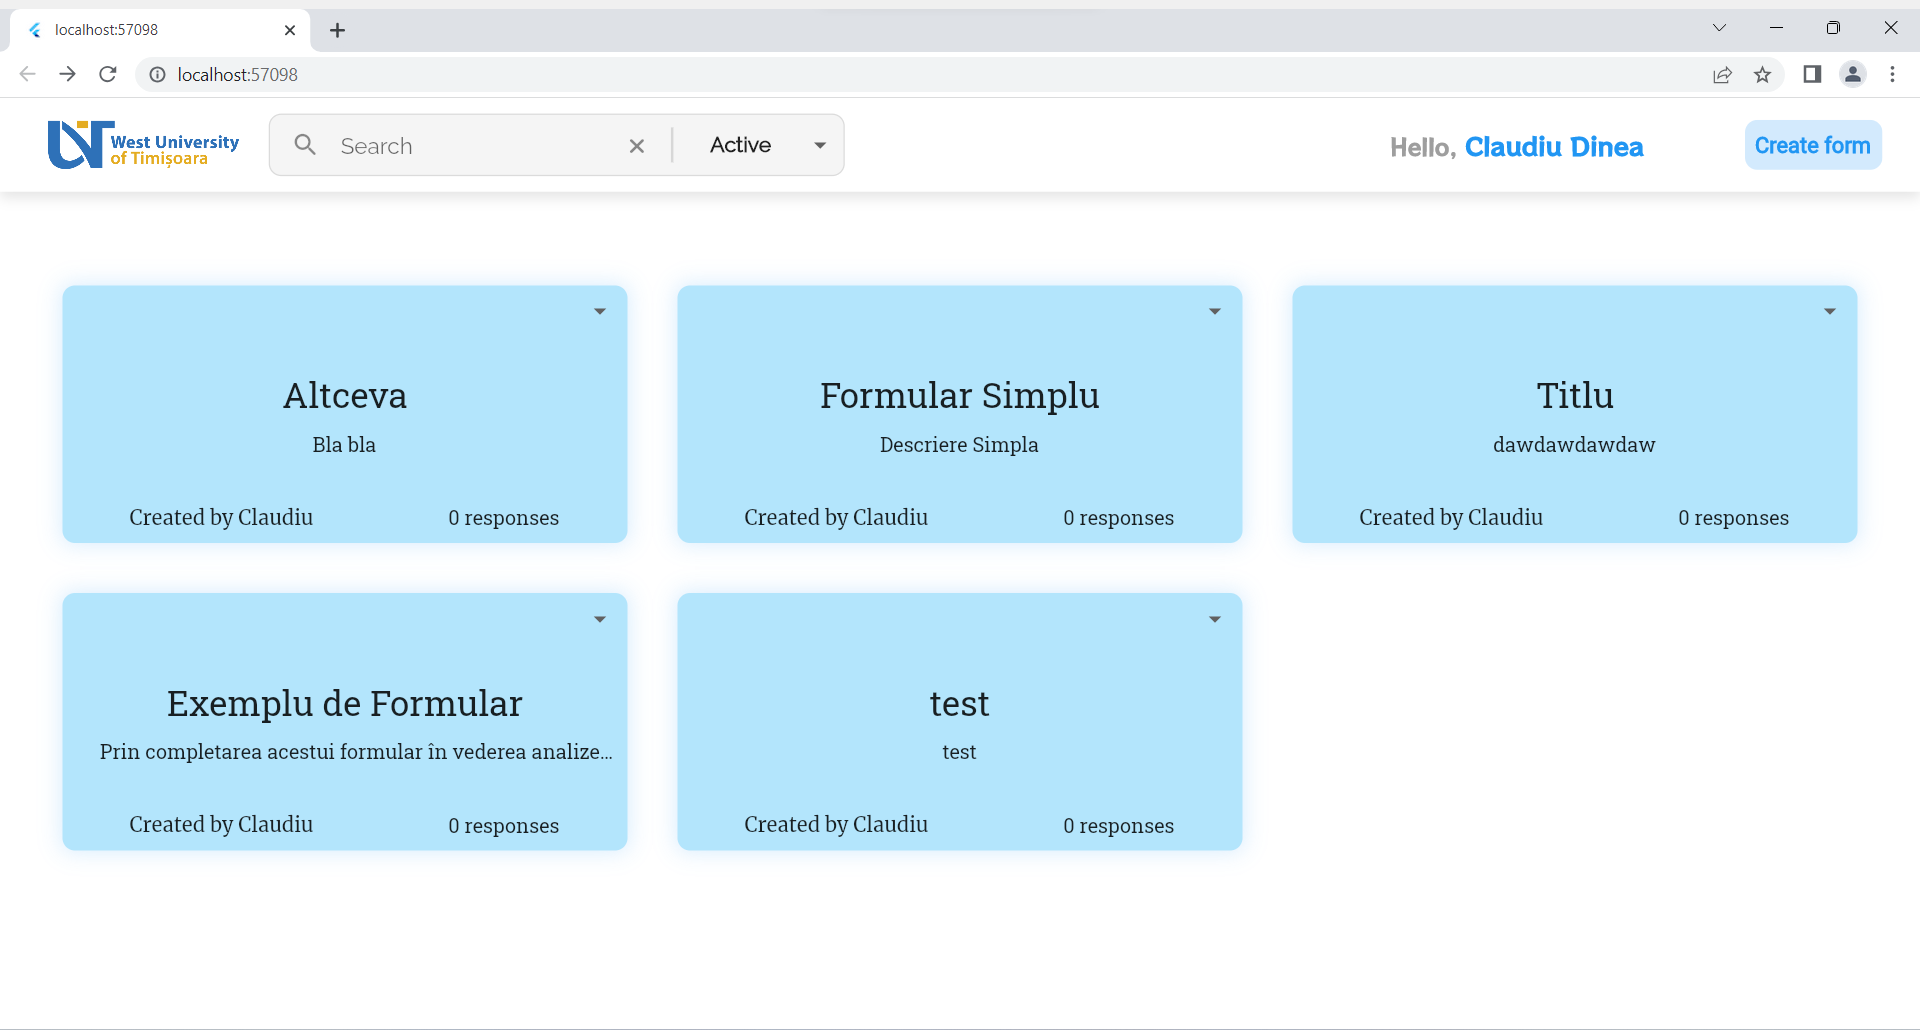 localhost:57098
localhost:57098
West University
of Timișoara
Search
Active
Hello, Claudiu Dinea
Create form
Altceva
Bla bla
Created by Claudiu
0 responses
Formular Simplu
Descriere Simpla
Created by Claudiu
0 responses
Titlu
dawdawdawdaw
Created by Claudiu
0 responses
Exemplu de Formular
Prin completarea acestui formular în vederea analize...
Created by Claudiu
0 responses
test
test
Created by Claudiu
0 responses